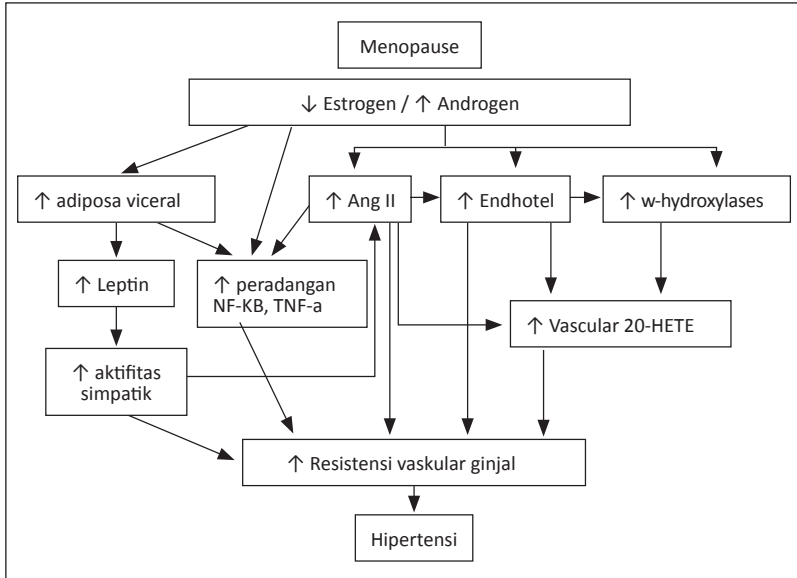 Menopause
↓ Estrogen / ↑ Androgen
↑ adiposa viceral
↑ Ang II
↑ Endhotel
↑ w-hydroxylases
↑ Leptin
↑ peradangan
NF-KB, TNF-a
↑ Vascular 20-HETE
↑ aktifitas
simpatik
↑ Resistensi vaskular ginjal
Hipertensi